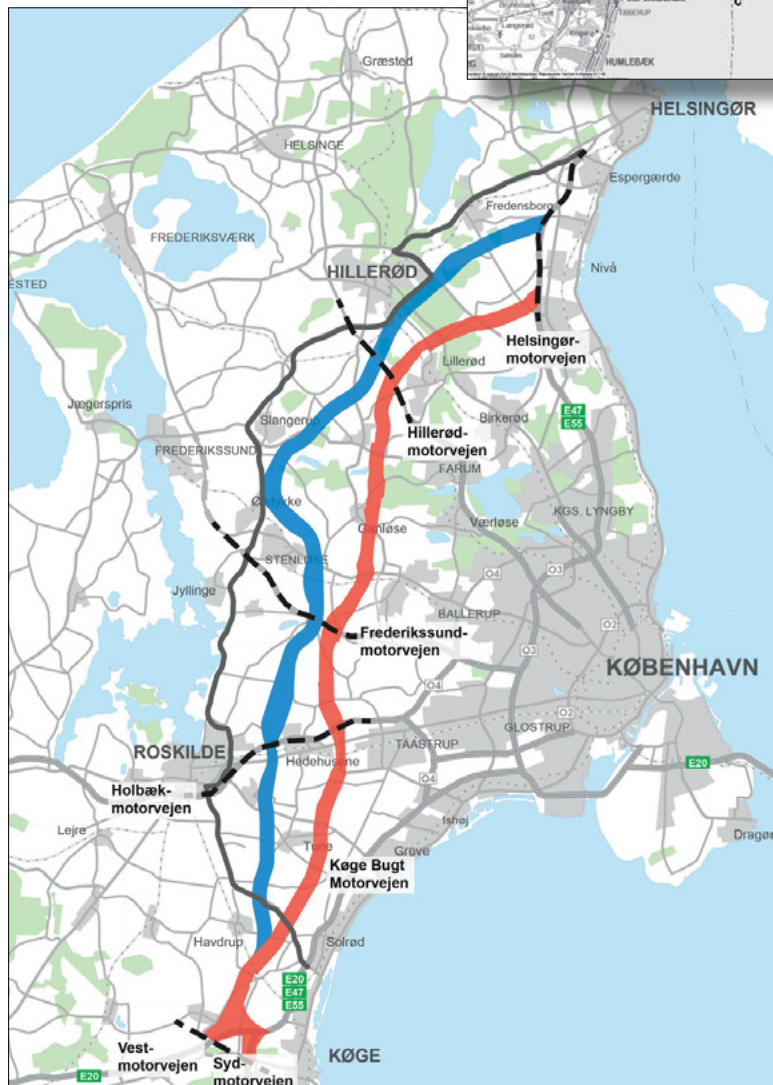 HUMLEBÆK
Græsted
HELSINGØR
HELSINGE
Espergærde
Fredensborg
FREDERIKSVÆRK
HILLERØD
Nivå
ESTED
Helsingør-
motorvejen
Lillerød
Jægerspris
Slangerup
Birkerød
E47
E55
Hillerød-
motorvejen
FREDERIKSSUND
FARUM
KGS. LYNGBY
Ølstykke
Værløse
Ganløse
STENLØSE
O3
O4
Jyllinge
BALLERUP
O2
Frederikssund-
motorvejen
O3
KØBENHAVN
O4
O2
ROSKILDE
GLOSTRUP
TAASTRUP
Hedehusene
E20
Holbæk-
motorvejen
O4
Ishøj
Lejre
Dragør
Tune
Greve
Køge Bugt
Motorvejen
Havdrup
Solrød
E20
E47
E55
Vest-
motorvejen
Syd-
motorvejen
KØGE
E20